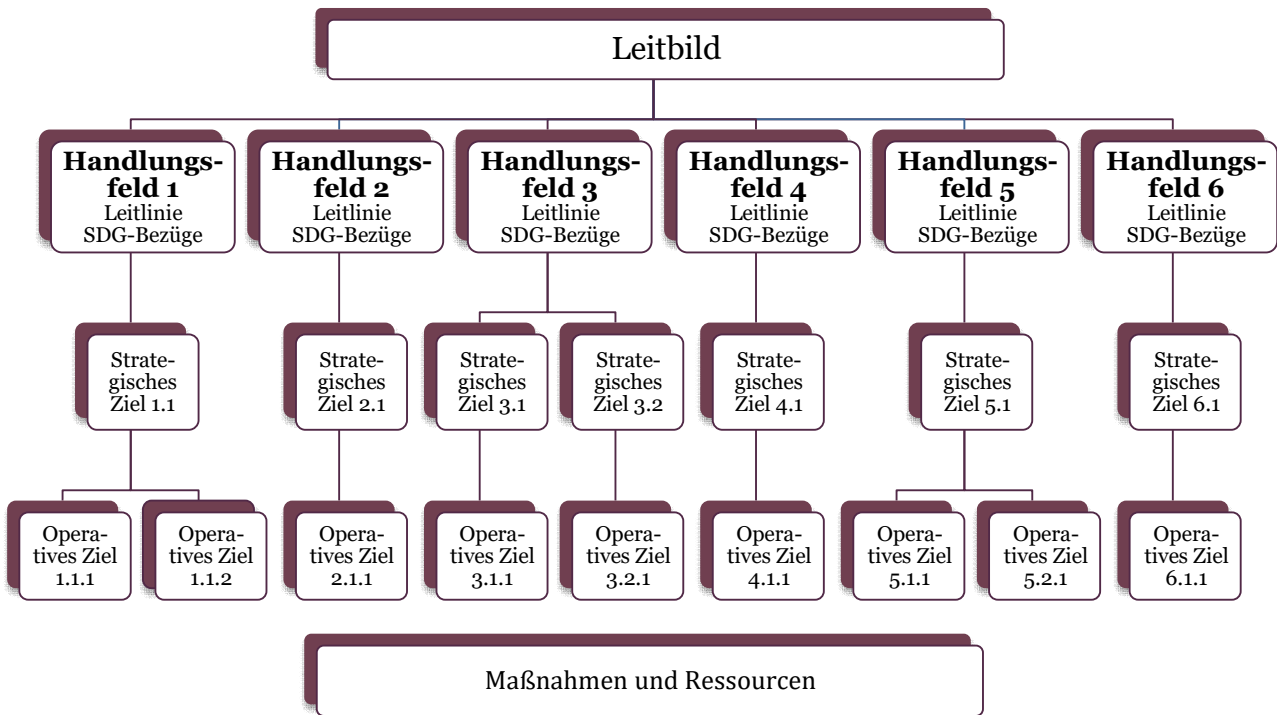 Leitbild
Handlungs-
feld 1
Leitlinie
SDG-Bezüge
Handlungs-
feld 2
Leitlinie
SDG-Bezüge
Handlungs-
feld 3
Leitlinie
SDG-Bezüge
Handlungs-
feld 4
Leitlinie
SDG-Bezüge
Handlungs-
feld 5
Leitlinie
SDG-Bezüge
Handlungs-
feld 6
Leitlinie
SDG-Bezüge
Strate-
gisches
Ziel 1.1
Strate-
gisches
Ziel 2.1
Strate-
gisches
Ziel 3.1
Strate-
gisches
Ziel 3.2
Strate-
gisches
Ziel 4.1
Strate-
gisches
Ziel 5.1
Strate-
gisches
Ziel 6.1
Opera-
tives Ziel
1.1.1
Opera-
tives Ziel
1.1.2
Opera-
tives Ziel
2.1.1
Opera-
tives Ziel
3.1.1
Opera-
tives Ziel
3.2.1
Opera-
tives Ziel
4.1.1
Opera-
tives Ziel
5.1.1
Opera-
tives Ziel
5.2.1
Opera-
tives Ziel
6.1.1
Maßnahmen und Ressourcen